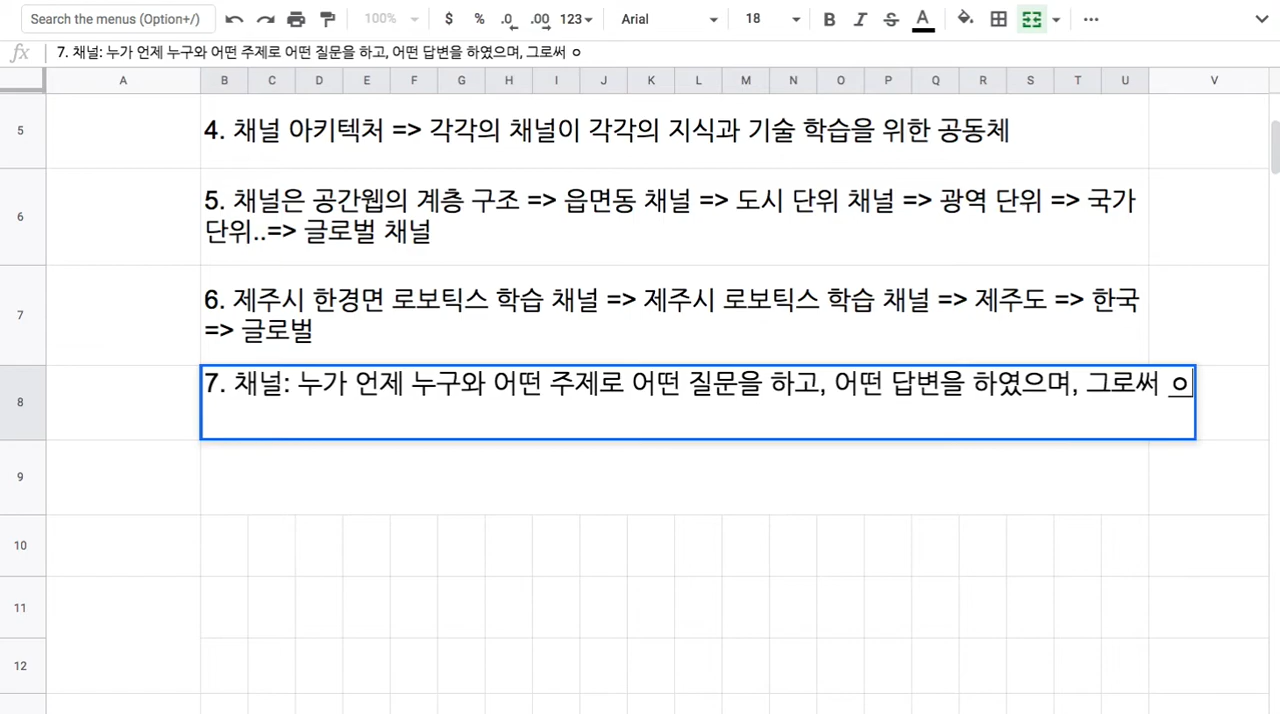 Search the menus (Option+/) 100% $ % .0 .00 123 Arial 18 B I S A
fx 7. 채널: 누가 언제 누구와 어떤 주제로 어떤 질문을 하고, 어떤 답변을 하였으며, 그로써 ㅇ
A B C D E F G H I J K L M N O P Q R S T U V
5 4. 채널 아키텍처 => 각각의 채널이 각각의 지식과 기술 학습을 위한 공동체
6 5. 채널은 공간웹의 계층 구조 => 읍면동 채널 => 도시 단위 채널 => 광역 단위 => 국가
단위..=> 글로벌 채널
7 6. 제주시 한경면 로보틱스 학습 채널 => 제주시 로보틱스 학습 채널 => 제주도 => 한국
=> 글로벌
8 7. 채널: 누가 언제 누구와 어떤 주제로 어떤 질문을 하고, 어떤 답변을 하였으며, 그로써 ㅇ
9
10
11
12